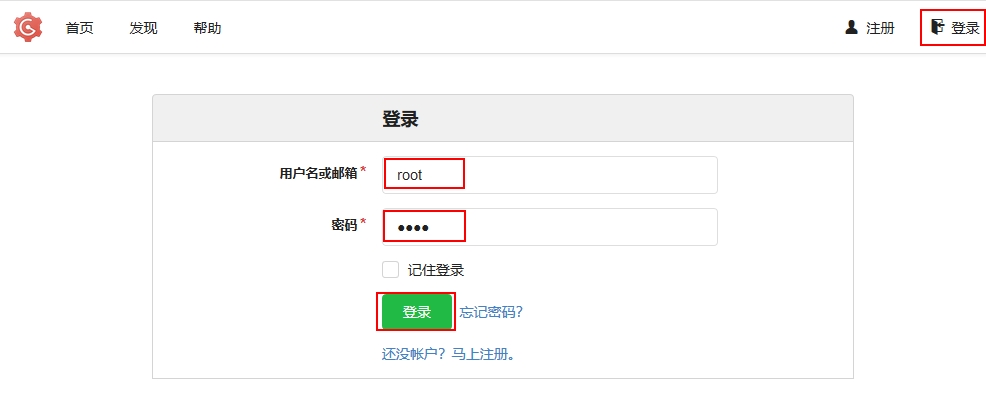 首页 发现 帮助 注册 登录
登录
用户名或邮箱* root
密码* ●●●●
记住登录
登录 忘记密码?
还没帐户？马上注册。